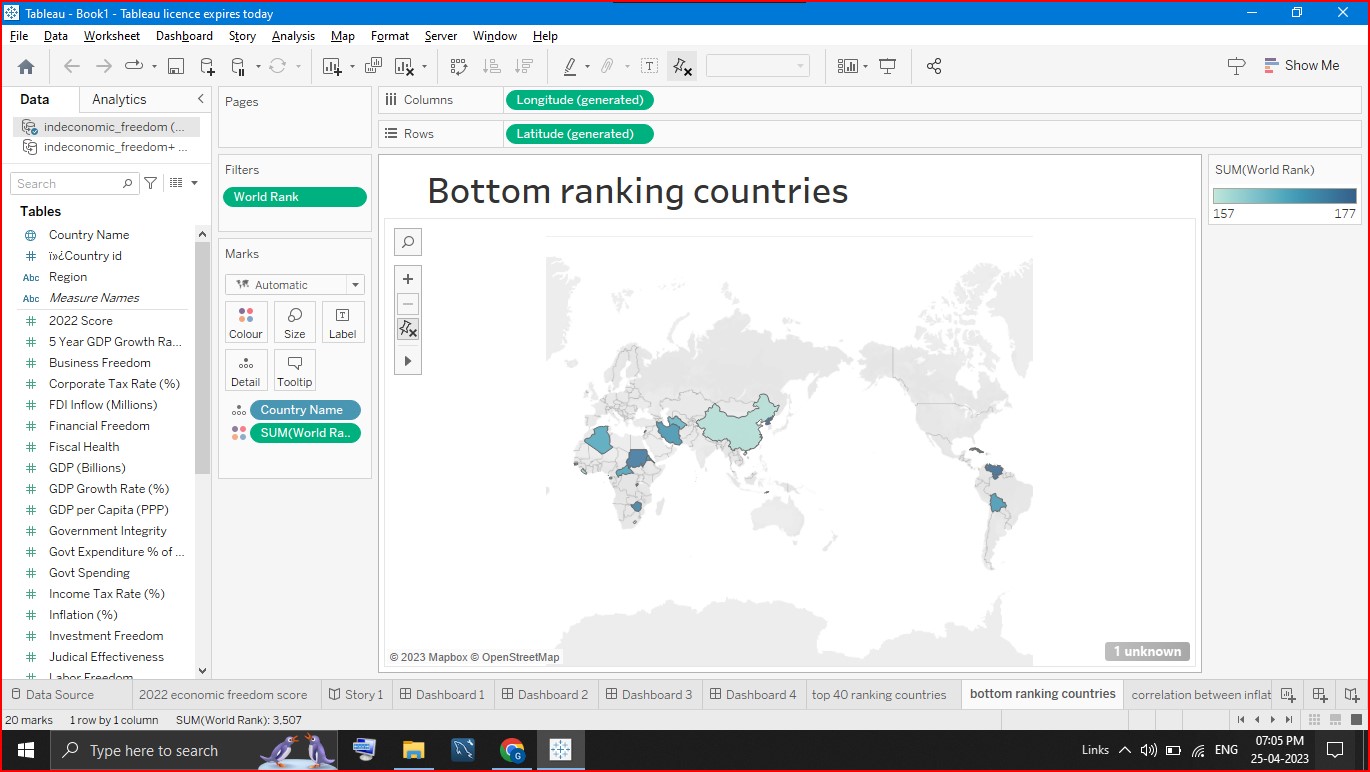 Tableau - Book1 - Tableau licence expires today
File Data Worksheet Dashboard Story Analysis Map Format Server Window Help
Show Me
Data Analytics
indeconomic_freedom (...
indeconomic_freedom+ ...
Search
Tables
Country Name
ï»¿Country id
Abc Region
Abc Measure Names
2022 Score
5 Year GDP Growth Ra...
Business Freedom
Corporate Tax Rate (%)
FDI Inflow (Millions)
Financial Freedom
Fiscal Health
GDP (Billions)
GDP Growth Rate (%)
GDP per Capita (PPP)
Government Integrity
Govt Expenditure % of ...
Govt Spending
Income Tax Rate (%)
Inflation (%)
Investment Freedom
Judical Effectiveness
Labor Freedom
Pages
Filters
World Rank
Marks
Automatic
Colour Size Label
Detail Tooltip
Country Name
SUM(World Ra..
Columns Longitude (generated)
Rows Latitude (generated)
Bottom ranking countries
© 2023 Mapbox © OpenStreetMap
1 unknown
SUM(World Rank)
157 177
Data Source 2022 economic freedom score Story 1 Dashboard 1 Dashboard 2 Dashboard 3 Dashboard 4 top 40 ranking countries bottom ranking countries correlation between inflat
20 marks 1 row by 1 column SUM(World Rank): 3,507
Type here to search
Links ENG 07:05 PM
25-04-2023